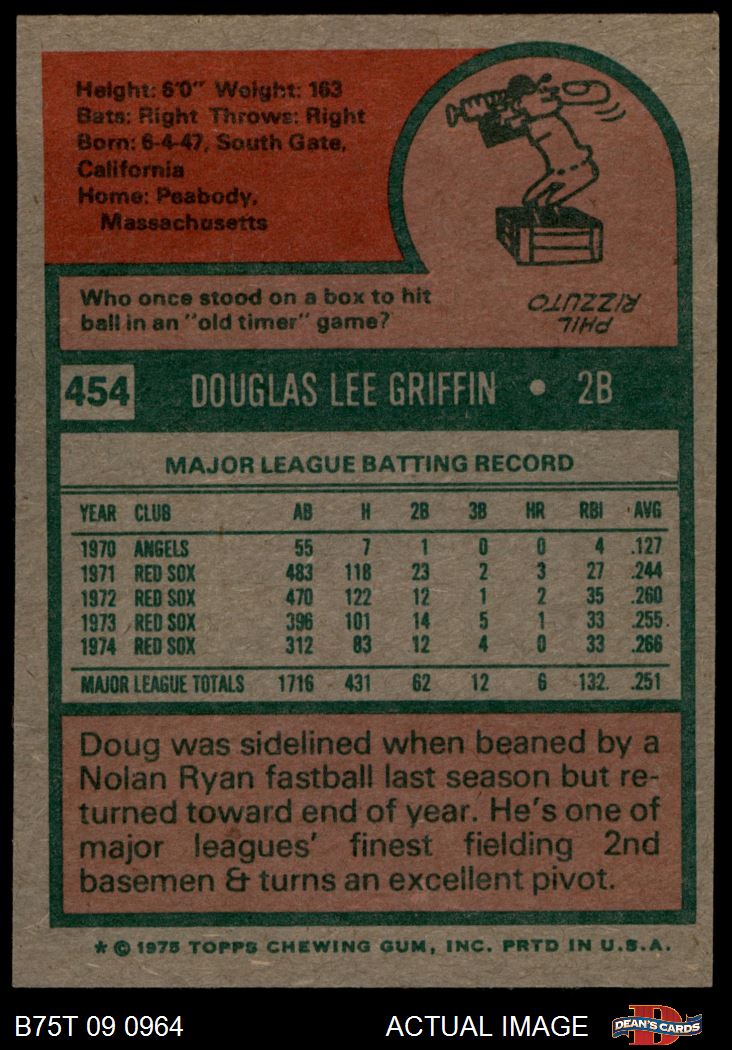 Height: 6'0" Weight: 163
Bats: Right Throws: Right
Born: 6-4-47, South Gate,
California
Home: Peabody,
Massachusetts
Who once stood on a box to hit
ball in an "old timer" game?
PHIL
RIZZUTO
454 DOUGLAS LEE GRIFFIN • 2B
MAJOR LEAGUE BATTING RECORD
YEAR CLUB AB H 2B 3B HR RBI AVG
1970 ANGELS 55 7 1 0 0 4 .127
1971 RED SOX 483 118 23 2 3 27 .244
1972 RED SOX 470 122 12 1 2 35 .260
1973 RED SOX 396 101 14 5 1 33 .255
1974 RED SOX 312 83 12 4 0 33 .266
MAJOR LEAGUE TOTALS 1716 431 62 12 6 132 .251
Doug was sidelined when beaned by a
Nolan Ryan fastball last season but re-
turned toward end of year. He's one of
major leagues' finest fielding 2nd
basemen & turns an excellent pivot.
* © 1975 TOPPS CHEWING GUM, INC. PRTD IN U.S.A.
B75T 09 0964 ACTUAL IMAGE D DEAN'S CARDS